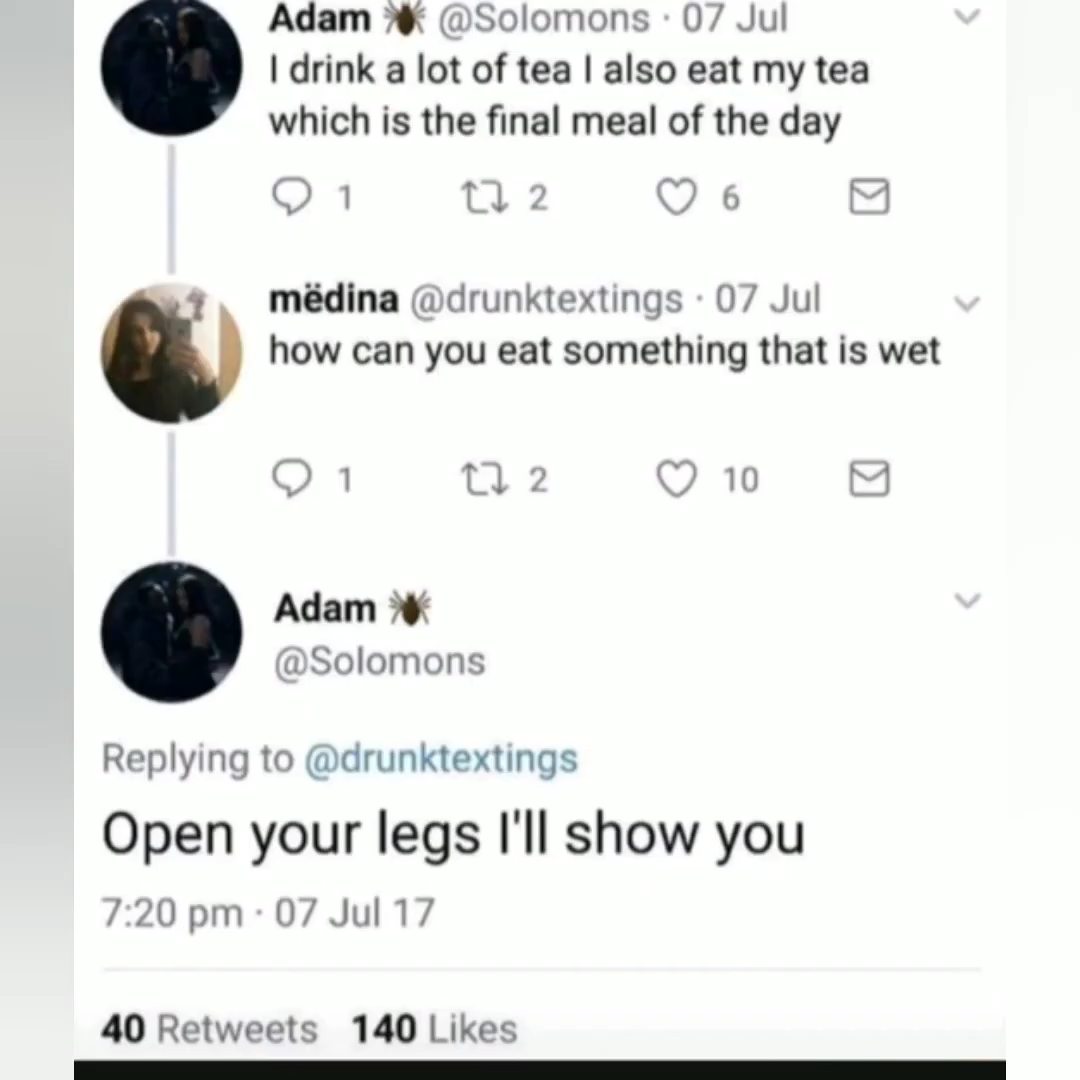 Adam 🕷 @Solomons · 07 Jul
I drink a lot of tea I also eat my tea
which is the final meal of the day
1 2 6
mëdina @drunktextings · 07 Jul
how can you eat something that is wet
1 2 10
Adam 🕷
@Solomons
Replying to @drunktextings
Open your legs I'll show you
7:20 pm · 07 Jul 17
40 Retweets 140 Likes